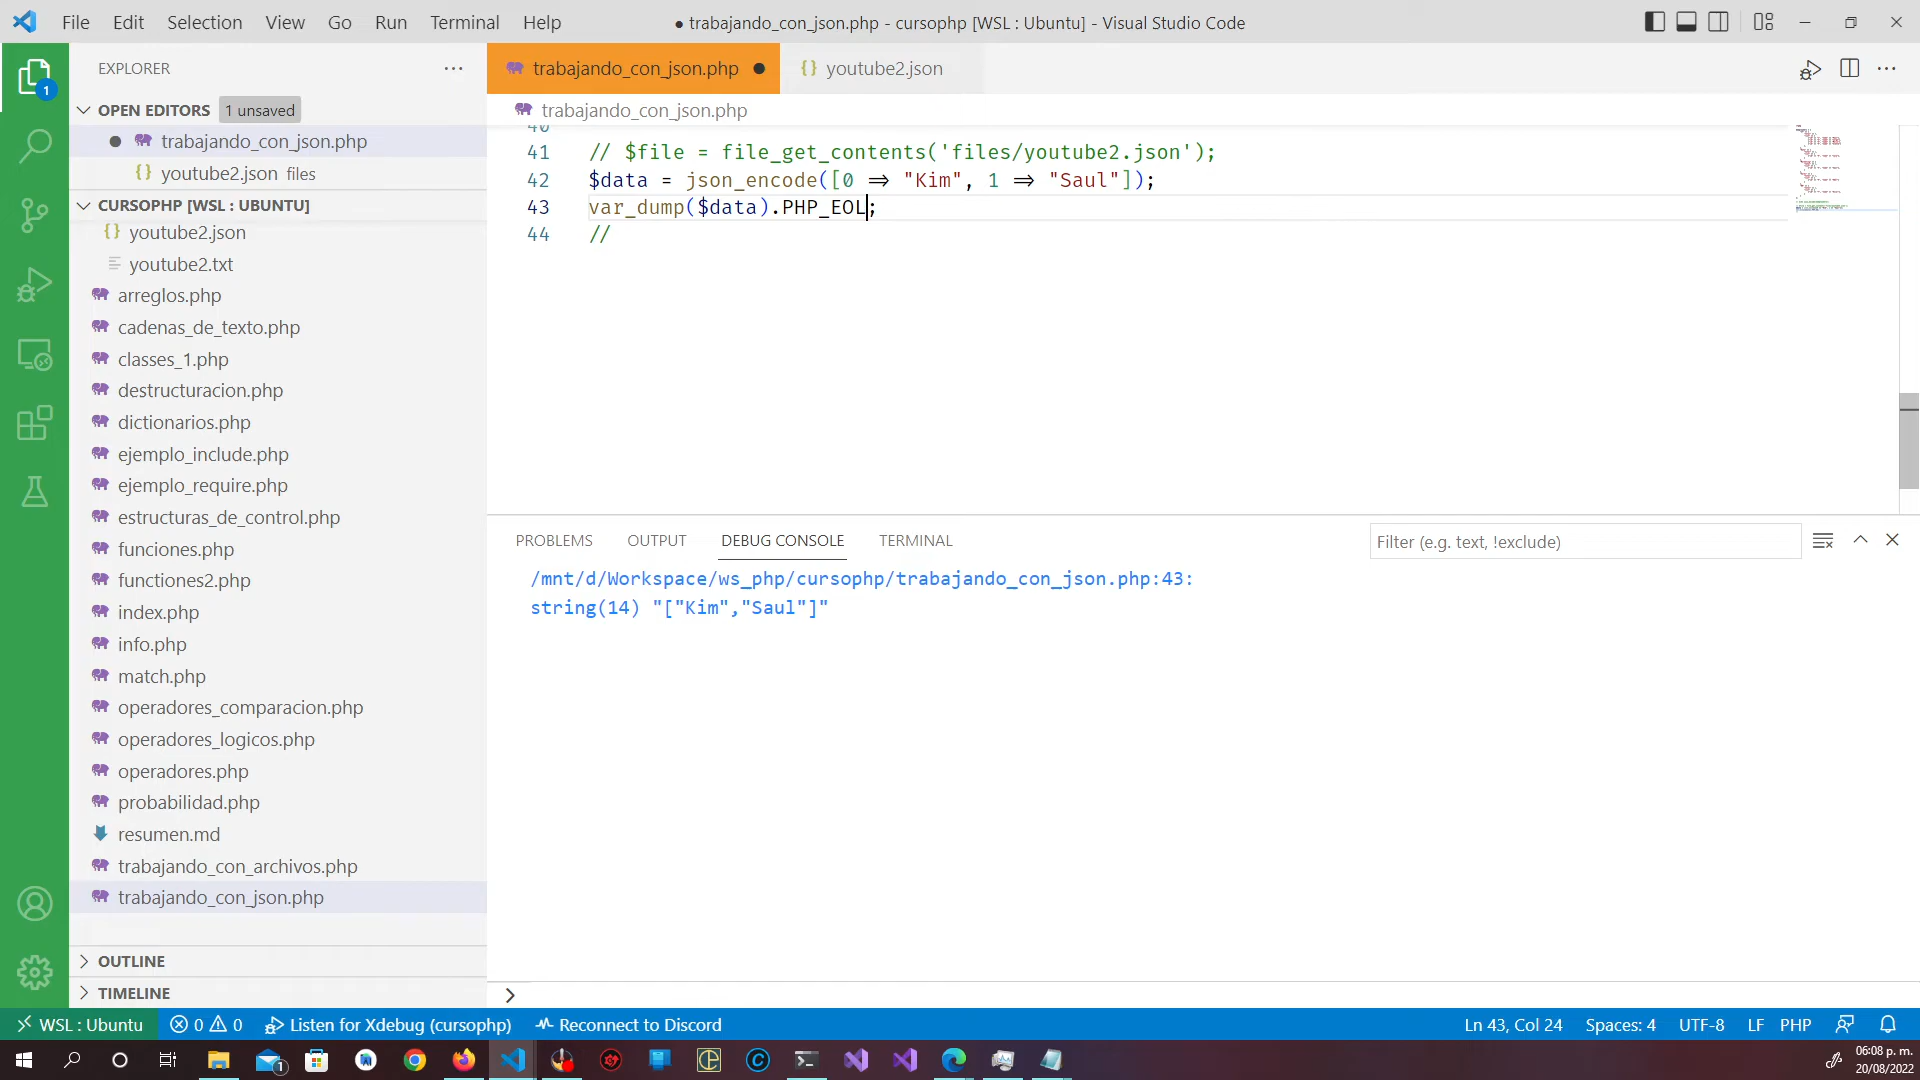 File Edit Selection View Go Run Terminal Help
● trabajando_con_json.php - cursophp [WSL : Ubuntu] - Visual Studio Code
EXPLORER
1
OPEN EDITORS 1 unsaved
trabajando_con_json.php
youtube2.json files
CURSOPHP [WSL : UBUNTU]
youtube2.json
youtube2.txt
arreglos.php
cadenas_de_texto.php
classes_1.php
destructuracion.php
dictionarios.php
ejemplo_include.php
ejemplo_require.php
estructuras_de_control.php
funciones.php
functiones2.php
index.php
info.php
match.php
operadores_comparacion.php
operadores_logicos.php
operadores.php
probabilidad.php
resumen.md
trabajando_con_archivos.php
trabajando_con_json.php
OUTLINE
TIMELINE
trabajando_con_json.php ●
youtube2.json
trabajando_con_json.php
40
41 // $file = file_get_contents('files/youtube2.json');
42 $data = json_encode([0 => "Kim", 1 => "Saul"]);
43 var_dump($data).PHP_EOL;
44 //
PROBLEMS OUTPUT DEBUG CONSOLE TERMINAL
Filter (e.g. text, !exclude)
/mnt/d/Workspace/ws_php/cursophp/trabajando_con_json.php:43:
string(14) "["Kim","Saul"]"
WSL : Ubuntu 0 0 Listen for Xdebug (cursophp) Reconnect to Discord
Ln 43, Col 24 Spaces: 4 UTF-8 LF PHP
1
06:08 p. m.
20/08/2022